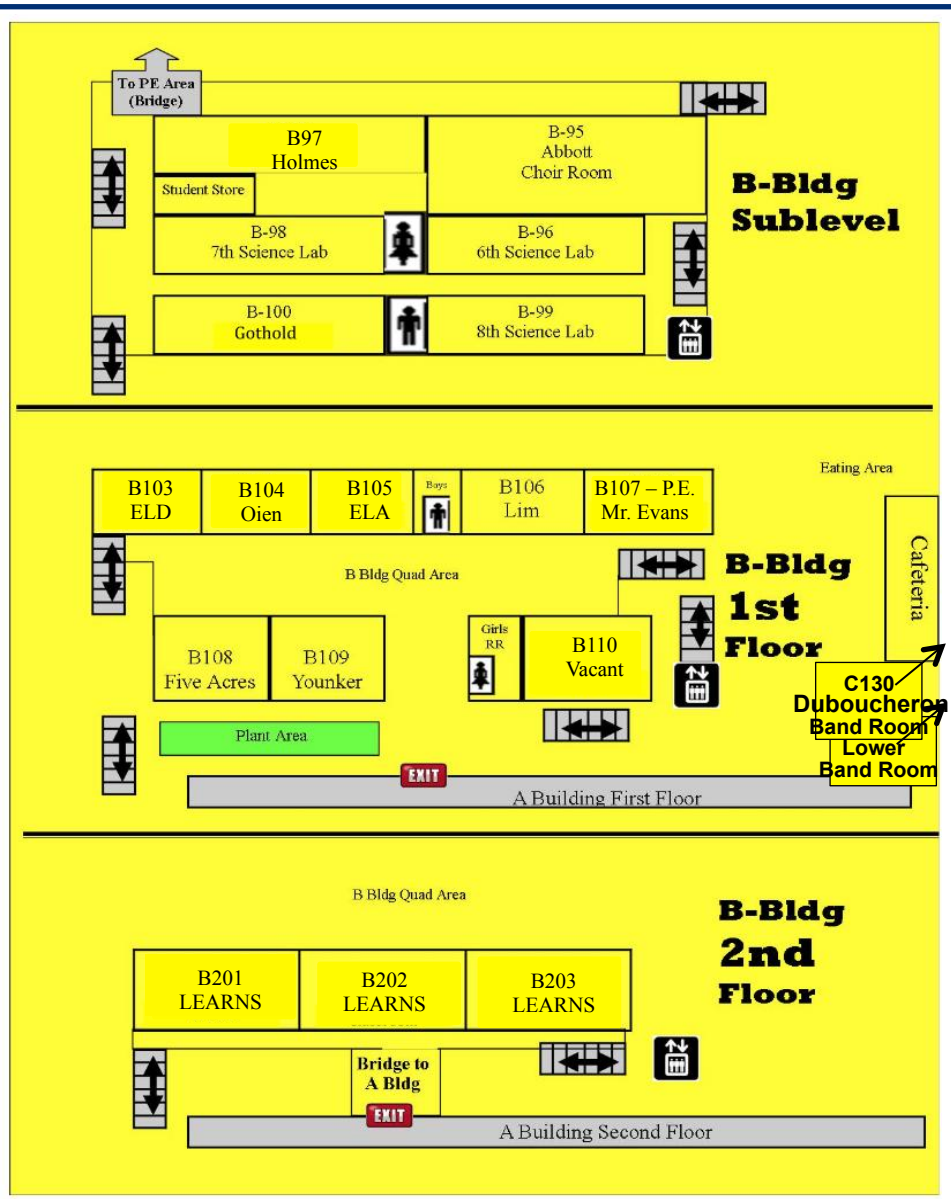 To PE Area
(Bridge)
B97
Holmes
B-95
Abbott
Choir Room
Student Store
B-98
7th Science Lab
B-96
6th Science Lab
B-100
Gothold
B-99
8th Science Lab
B-Bldg
Sublevel
Eating Area
B103
ELD
B104
Oien
B105
ELA
Boys
B106
Lim
B107 – P.E.
Mr. Evans
Cafeteria
B Bldg Quad Area
B-Bldg
1st
Floor
B108
Five Acres
B109
Younker
Girls
RR
B110
Vacant
C130
Duboucheron
Band Room
Lower
Band Room
Plant Area
EXIT
A Building First Floor
B Bldg Quad Area
B-Bldg
2nd
Floor
B201
LEARNS
B202
LEARNS
B203
LEARNS
Bridge to
A Bldg
EXIT
A Building Second Floor